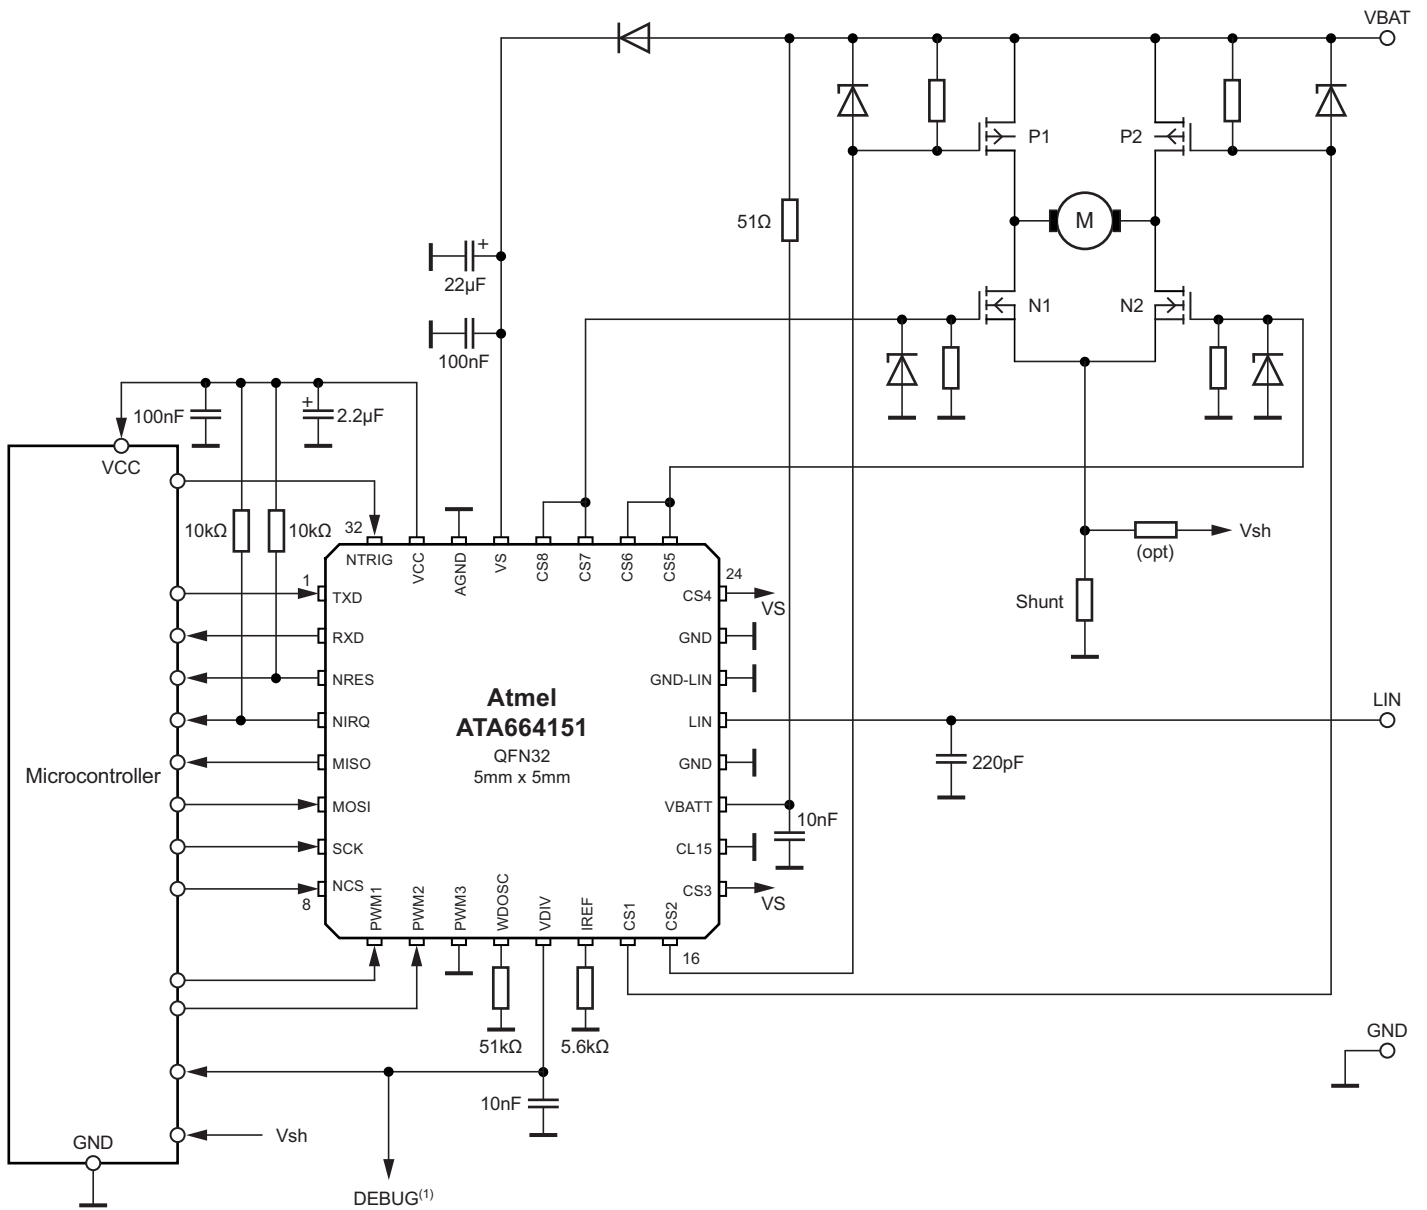 VBAT
P1
P2
51Ω
M
+
22µF
N1
N2
100nF
100nF
+
2.2µF
VCC
10kΩ
10kΩ
32
NTRIG
VCC
AGND
VS
CS8
CS7
CS6
CS5
24
Vsh
(opt)
Shunt
1
TXD
CS4
VS
RXD
GND
NRES
GND-LIN
Atmel
ATA664151
QFN32
5mm x 5mm
NIRQ
LIN
LIN
Microcontroller
MISO
GND
220pF
MOSI
VBATT
10nF
SCK
CL15
NCS
CS3
VS
8
PWM1
PWM2
PWM3
WDOSC
VDIV
IREF
CS1
CS2
16
51kΩ
5.6kΩ
GND
10nF
GND
Vsh
DEBUG(1)